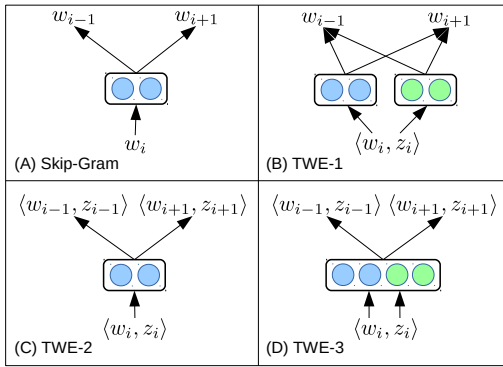 w_{i-1} w_{i+1}
w_i
(A) Skip-Gram
w_{i-1} w_{i+1}
⟨w_i, z_i⟩
(B) TWE-1
⟨w_{i-1}, z_{i-1}⟩ ⟨w_{i+1}, z_{i+1}⟩
⟨w_i, z_i⟩
(C) TWE-2
⟨w_{i-1}, z_{i-1}⟩ ⟨w_{i+1}, z_{i+1}⟩
⟨w_i, z_i⟩
(D) TWE-3